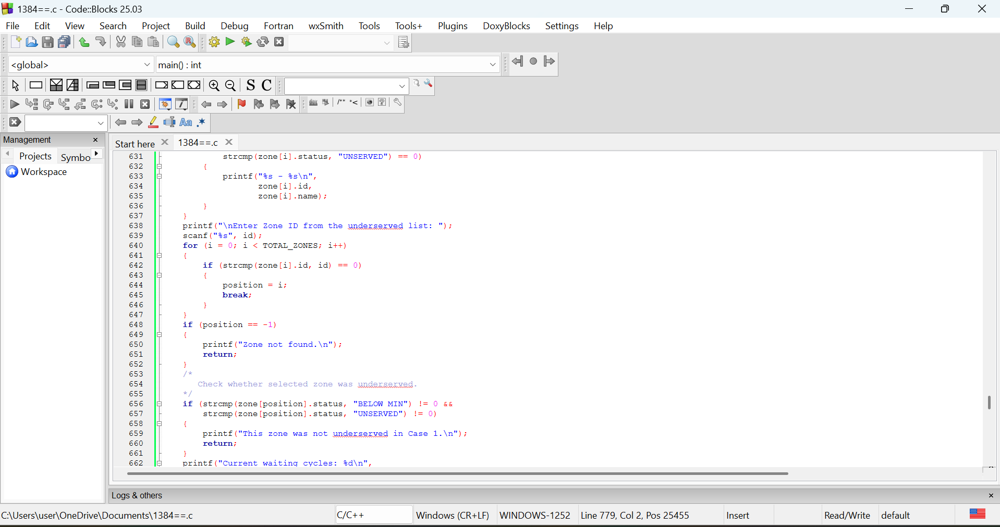 1384==.c - Code::Blocks 25.03
File Edit View Search Project Build Debug Fortran wxSmith Tools Tools+ Plugins DoxyBlocks Settings Help
<global> main() : int
S C
/** *<
Aa .*
Management
Start here 1384==.c
Projects Symbo
Workspace
631 strcmp(zone[i].status, "UNSERVED") == 0)
632 {
633 printf("%s - %s\n",
634 zone[i].id,
635 zone[i].name);
636 }
637 }
638 printf("\nEnter Zone ID from the underserved list: ");
639 scanf("%s", id);
640 for (i = 0; i < TOTAL_ZONES; i++)
641 {
642 if (strcmp(zone[i].id, id) == 0)
643 {
644 position = i;
645 break;
646 }
647 }
648 if (position == -1)
649 {
650 printf("Zone not found.\n");
651 return;
652 }
653 /*
654 Check whether selected zone was underserved.
655 */
656 if (strcmp(zone[position].status, "BELOW MIN") != 0 &&
657 strcmp(zone[position].status, "UNSERVED") != 0)
658 {
659 printf("This zone was not underserved in Case 1.\n");
660 return;
661 }
662 printf("Current waiting cycles: %d\n",
Logs & others
C:\Users\user\OneDrive\Documents\1384==.c C/C++ Windows (CR+LF) WINDOWS-1252 Line 779, Col 2, Pos 25455 Insert Read/Write default